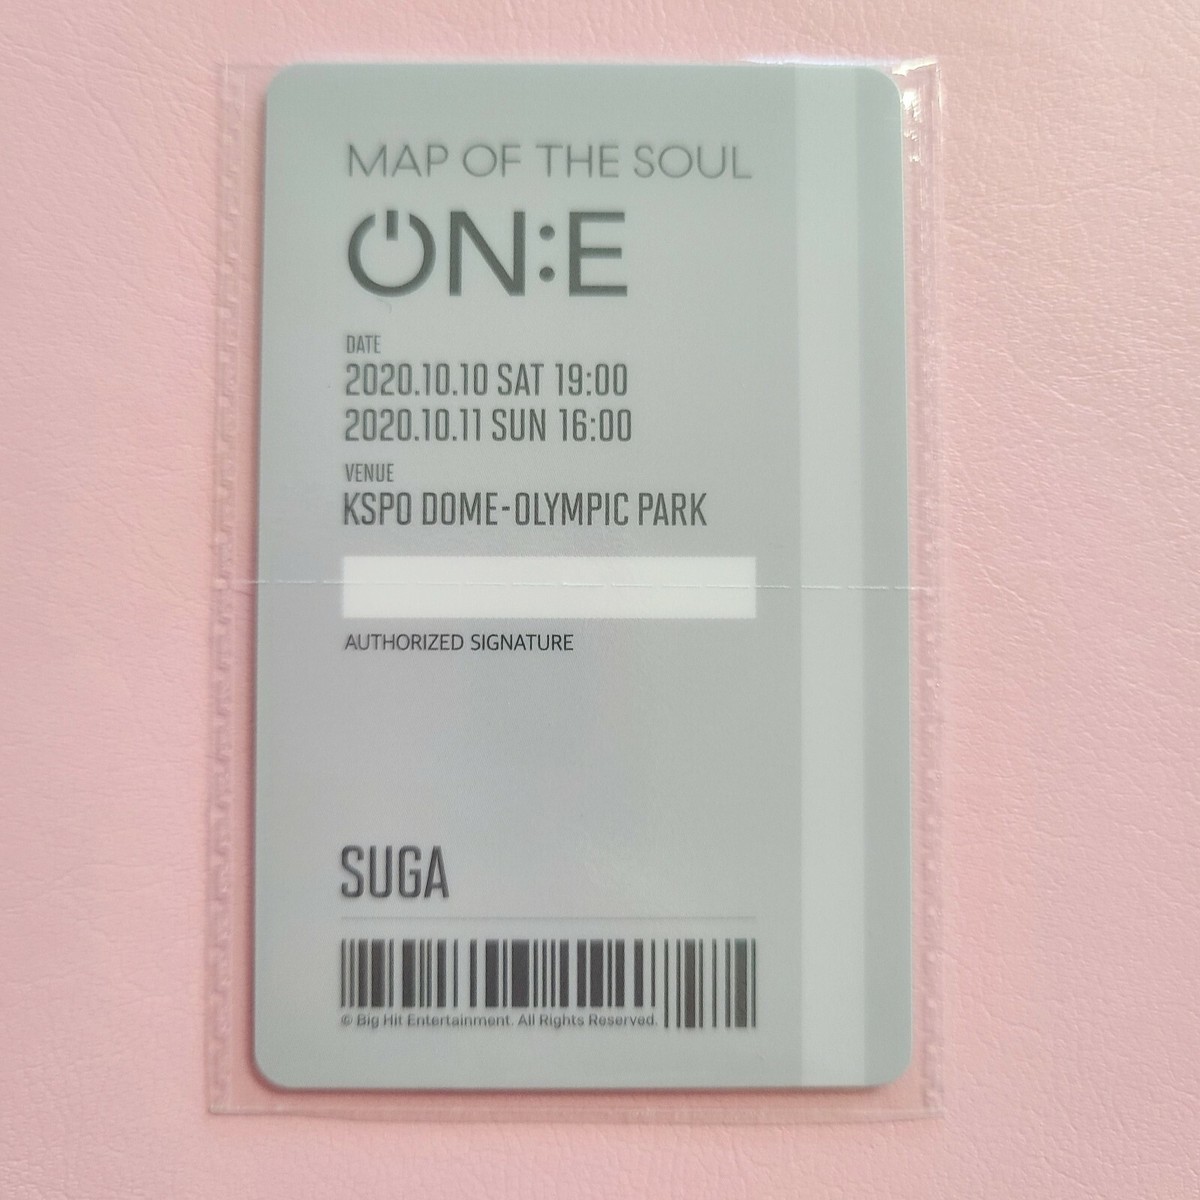 MAP OF THE SOUL
ON:E
DATE
2020.10.10 SAT 19:00
2020.10.11 SUN 16:00
VENUE
KSPO DOME-OLYMPIC PARK
AUTHORIZED SIGNATURE
SUGA
© Big Hit Entertainment. All Rights Reserved.